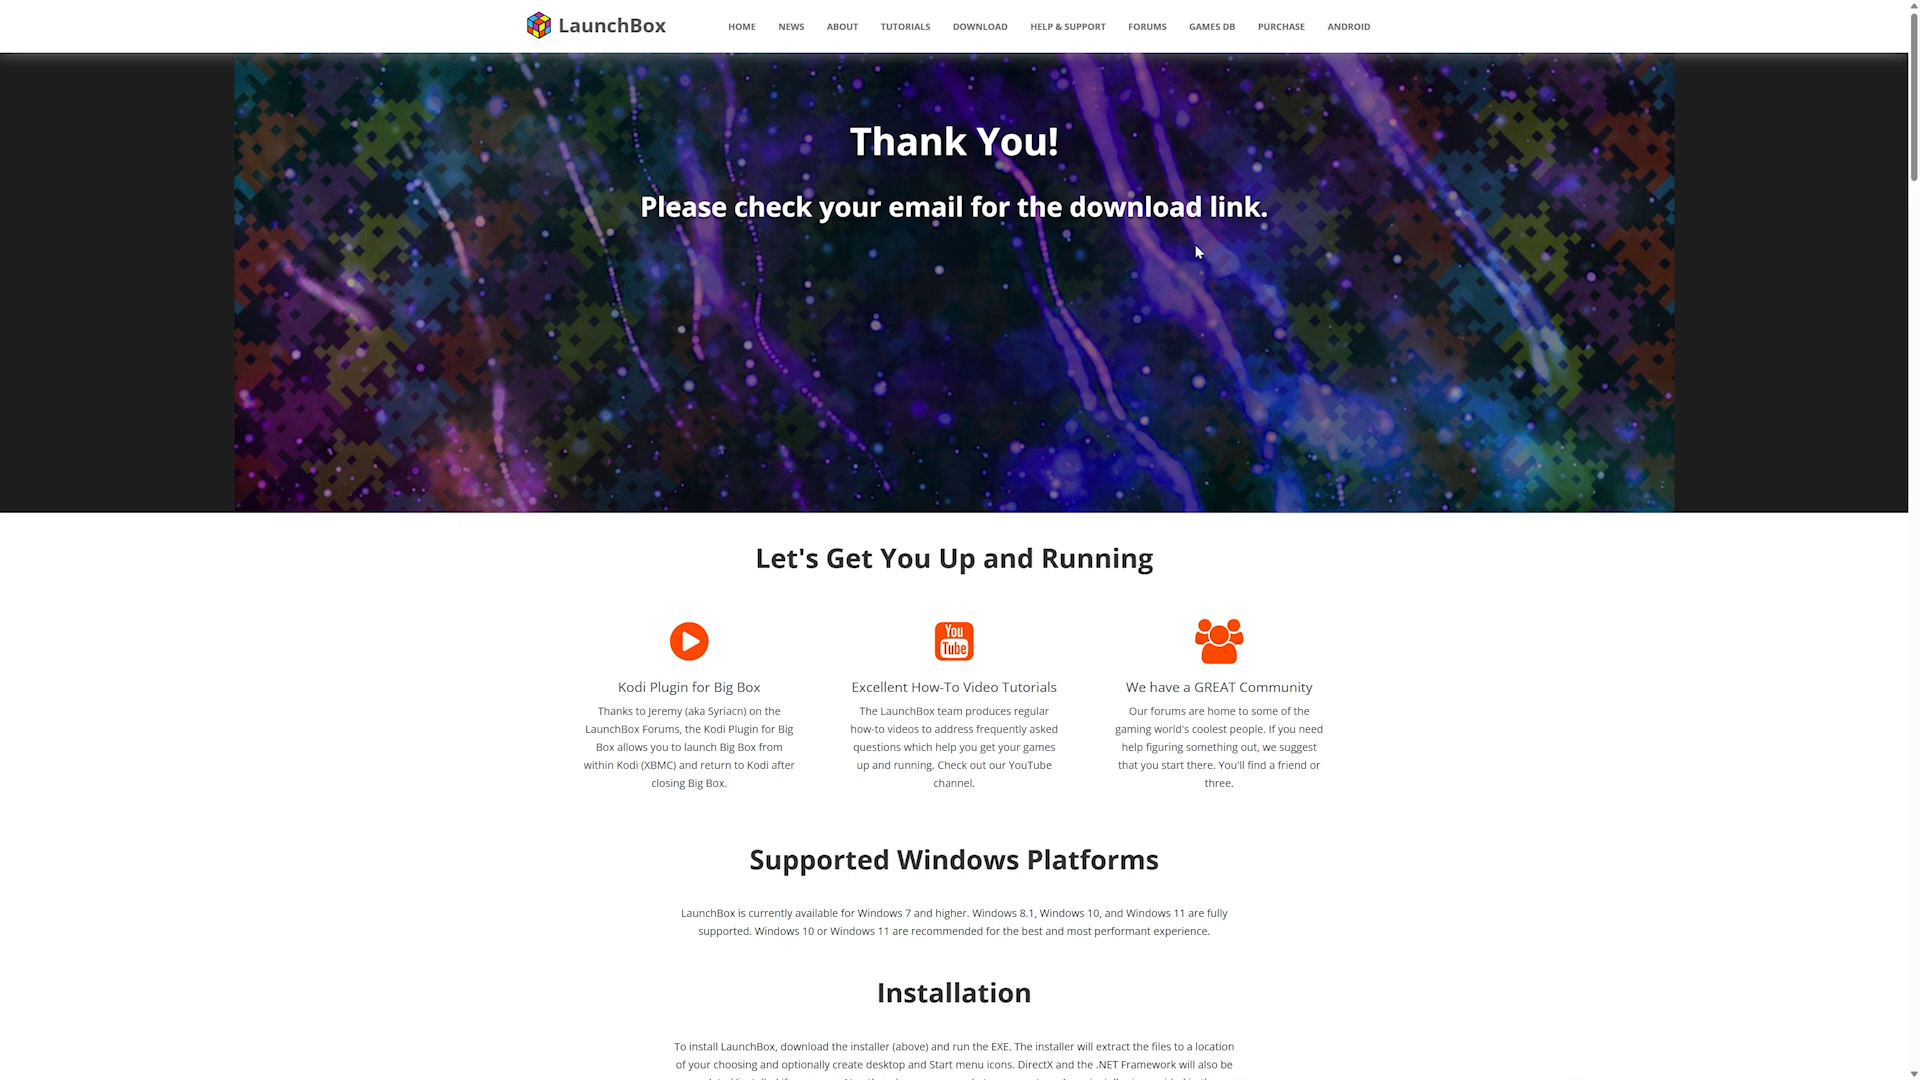 LaunchBox
HOME NEWS ABOUT TUTORIALS DOWNLOAD HELP & SUPPORT FORUMS GAMES DB PURCHASE ANDROID
Thank You!
Please check your email for the download link.
Let's Get You Up and Running
You
Tube
Kodi Plugin for Big Box
Thanks to Jeremy (aka Syriacn) on the
LaunchBox Forums, the Kodi Plugin for Big
Box allows you to launch Big Box from
within Kodi (XBMC) and return to Kodi after
closing Big Box.
Excellent How-To Video Tutorials
The LaunchBox team produces regular
how-to videos to address frequently asked
questions which help you get your games
up and running. Check out our YouTube
channel.
We have a GREAT Community
Our forums are home to some of the
gaming world's coolest people. If you need
help figuring something out, we suggest
that you start there. You'll find a friend or
three.
Supported Windows Platforms
LaunchBox is currently available for Windows 7 and higher. Windows 8.1, Windows 10, and Windows 11 are fully
supported. Windows 10 or Windows 11 are recommended for the best and most performant experience.
Installation
To install LaunchBox, download the installer (above) and run the EXE. The installer will extract the files to a location
of your choosing and optionally create desktop and Start menu icons. DirectX and the .NET Framework will also be